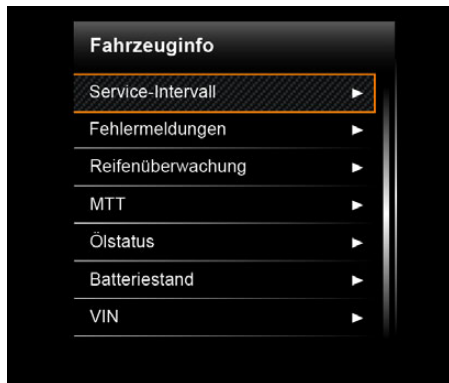 Fahrzeuginfo
Service-Intervall
Fehlermeldungen
Reifenüberwachung
MTT
Ölstatus
Batteriestand
VIN